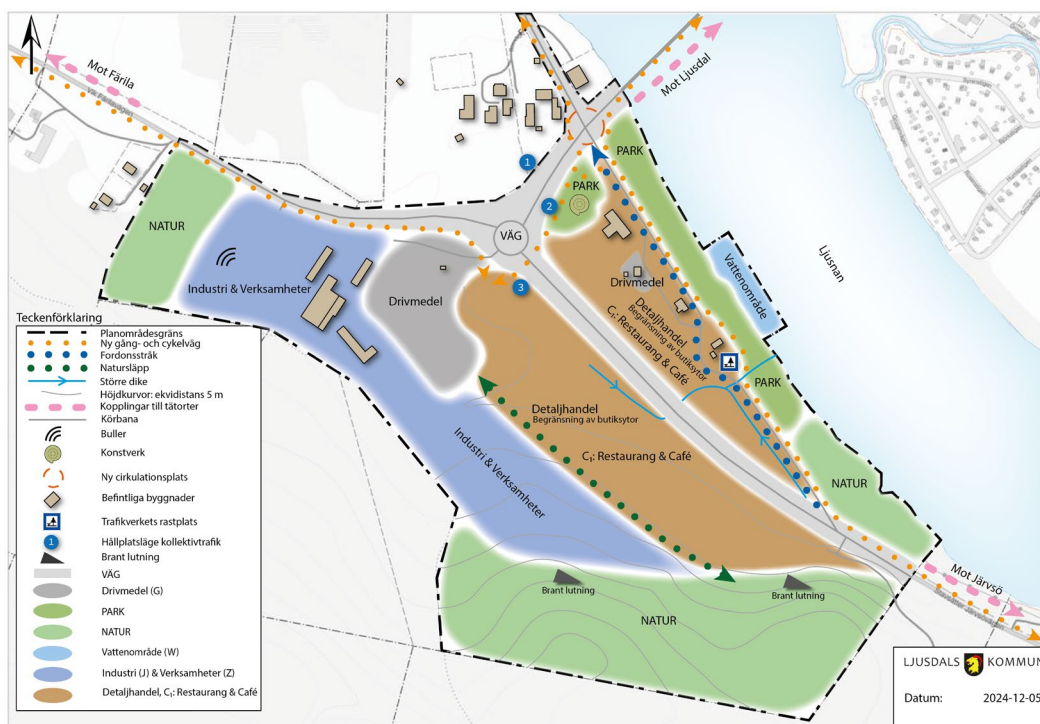 Mot Färila
Mot Ljusdal
PARK
1
PARK
2
NATUR
VÄG
Ljusnan
Vattenområde
Industri & Verksamheter
Drivmedel
3
Drivmedel
Detaljhandel
Begränsning av butiksytor
C₁: Restaurang & Café
PARK
Detaljhandel
Begränsning av butiksytor
C₁: Restaurang & Café
Industri & Verksamheter
NATUR
Mot Järvsö
Brant lutning
Brant lutning
NATUR
Teckenförklaring
Planområdesgräns
Ny gång- och cykelväg
Fordonsstråk
Natursläpp
Större dike
Höjdkurvor: ekvidistans 5 m
Kopplingar till tätorter
Körbana
Buller
Konstverk
Ny cirkulationsplats
Befintliga byggnader
Trafikverkets rastplats
1 Hållplatsläge kollektivtrafik
Brant lutning
VÄG
Drivmedel (G)
PARK
NATUR
Vattenområde (W)
Industri (J) & Verksamheter (Z)
Detaljhandel, C₁: Restaurang & Café
LJUSDALS KOMMUN
Datum: 2024-12-05